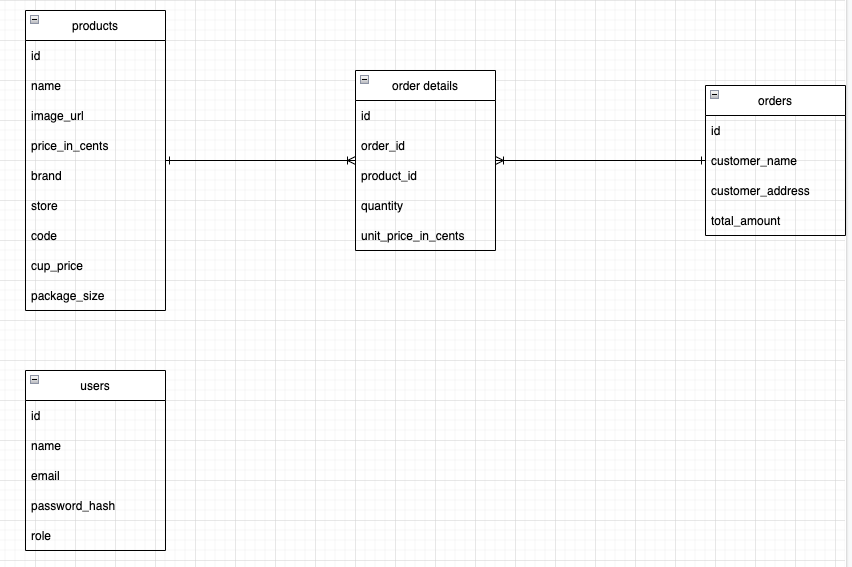 products
id
name
image_url
price_in_cents
brand
store
code
cup_price
package_size
order details
id
order_id
product_id
quantity
unit_price_in_cents
orders
id
customer_name
customer_address
total_amount
users
id
name
email
password_hash
role